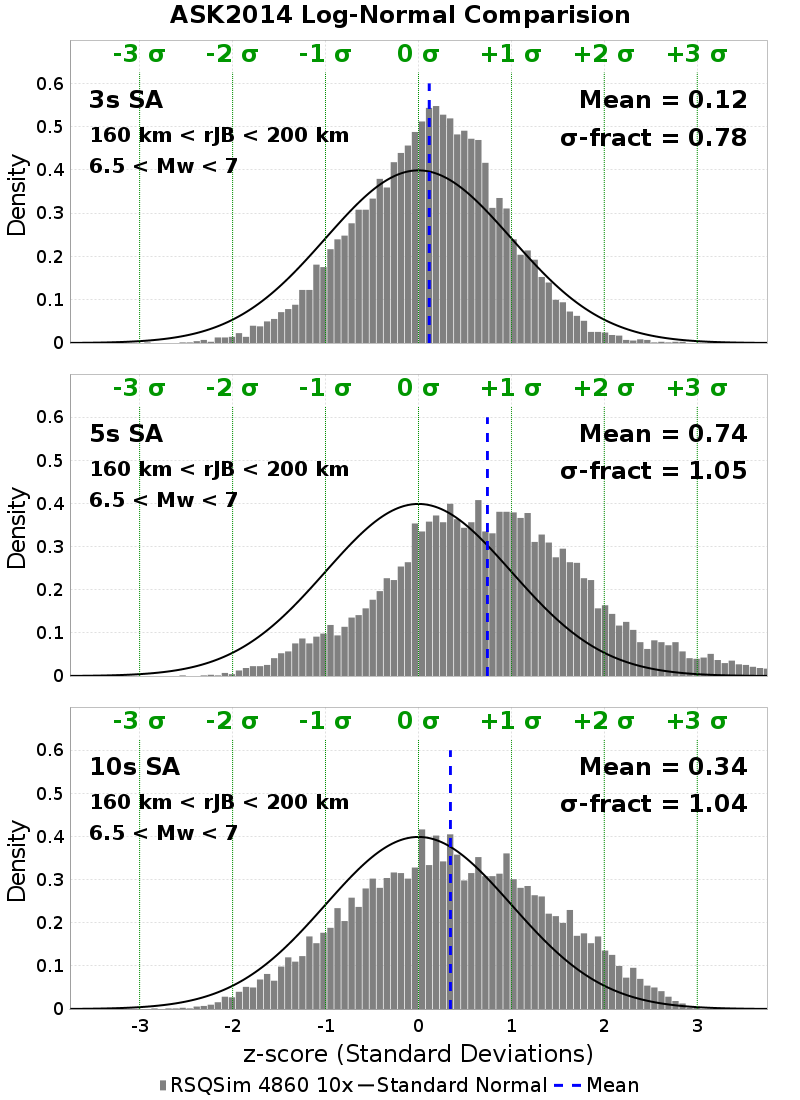 ASK2014 Log-Normal Comparision
-3 σ -2 σ -1 σ 0 σ +1 σ +2 σ +3 σ
3s SA
160 km < rJB < 200 km
6.5 < Mw < 7
Mean = 0.12
σ-fract = 0.78
0.6
0.5
0.4
0.3
0.2
0.1
0
Density
-3 σ -2 σ -1 σ 0 σ +1 σ +2 σ +3 σ
5s SA
160 km < rJB < 200 km
6.5 < Mw < 7
Mean = 0.74
σ-fract = 1.05
0.6
0.5
0.4
0.3
0.2
0.1
0
Density
-3 σ -2 σ -1 σ 0 σ +1 σ +2 σ +3 σ
10s SA
160 km < rJB < 200 km
6.5 < Mw < 7
Mean = 0.34
σ-fract = 1.04
0.6
0.5
0.4
0.3
0.2
0.1
0
Density
-3 -2 -1 0 1 2 3
z-score (Standard Deviations)
RSQSim 4860 10x Standard Normal Mean